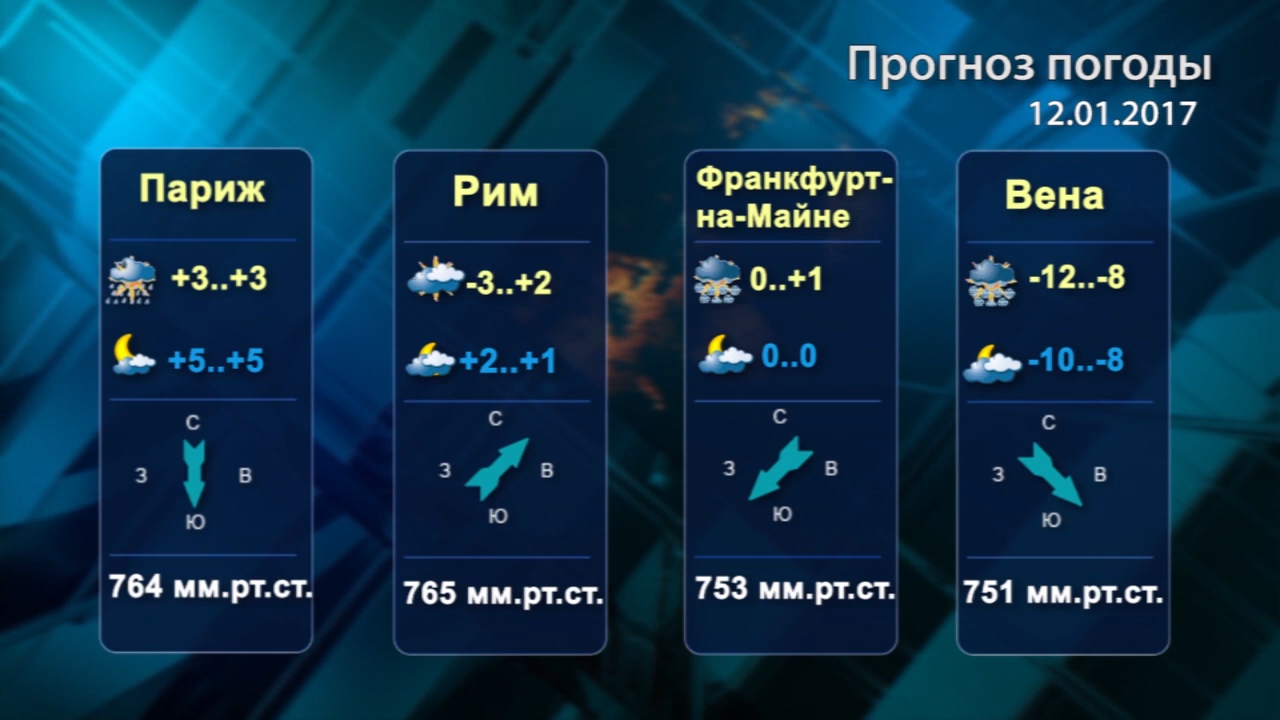 Прогноз погоды
12.01.2017
Париж
+3..+3
+5..+5
С
З В
Ю
764 мм.рт.ст.
Рим
-3..+2
+2..+1
С
З В
Ю
765 мм.рт.ст.
Франкфурт-
на-Майне
0..+1
0..0
С
З В
Ю
753 мм.рт.ст.
Вена
-12..-8
-10..-8
С
З В
Ю
751 мм.рт.ст.